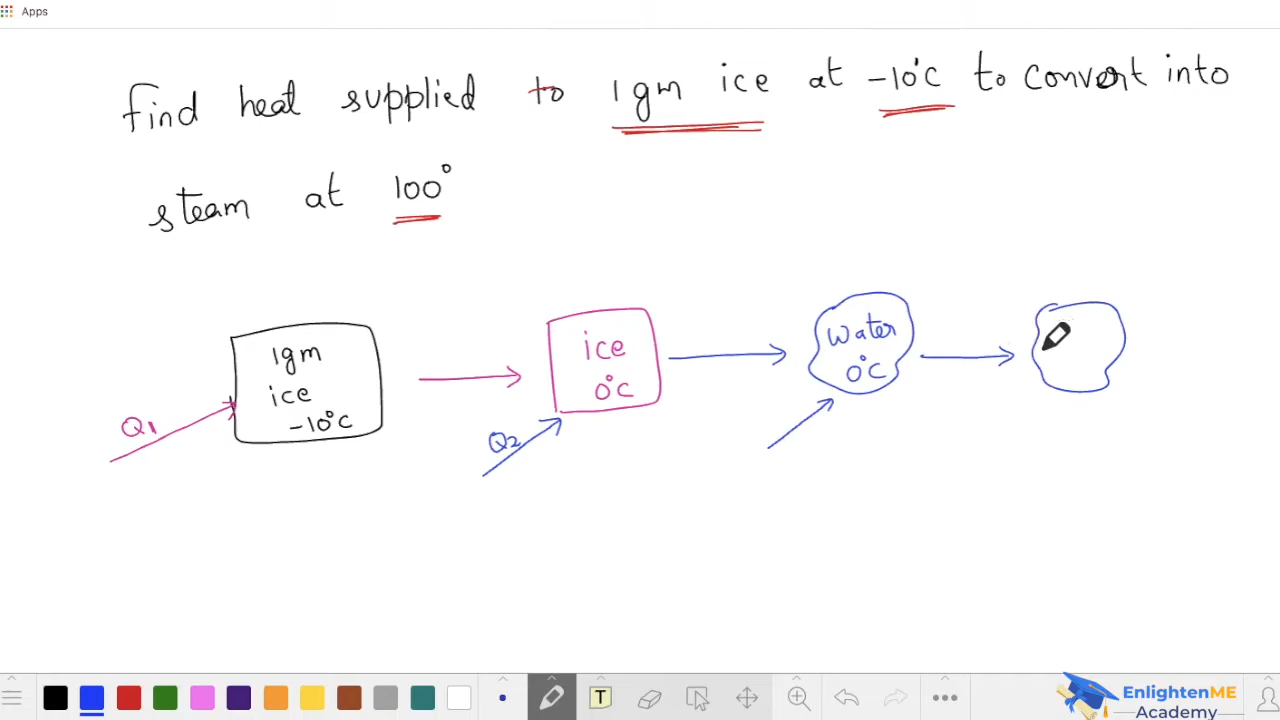 Apps
find heat supplied to 1gm ice at -10°C to convert into
steam at 100°
1gm
ice
-10°C
Q1
ice
0°C
Q2
Water
0°C
T
EnlightenME
Academy